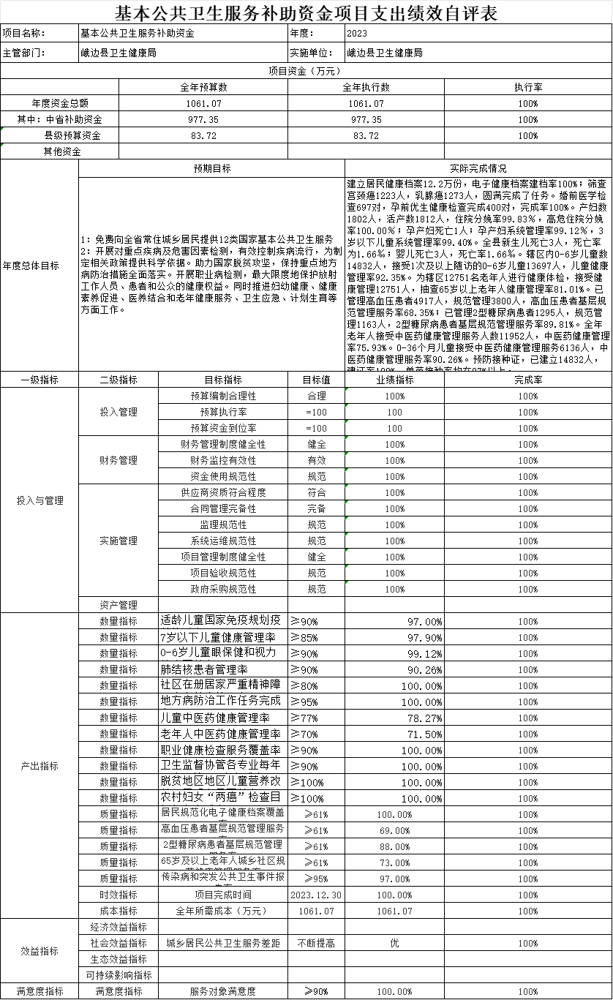 基本公共卫生服务补助资金项目支出绩效自评表
项目名称： 基本公共卫生服务补助资金 年度： 2023
主管部门： 峨边县卫生健康局 实施单位： 峨边县卫生健康局
项目资金（万元）
全年预算数 全年执行数 执行率
年度资金总额 1061.07 1061.07 100%
其中：中省补助资金 977.35 977.35 100%
县级预算资金 83.72 83.72 100%
其他资金
年度总体目标
预期目标
1：免费向全省常住城乡居民提供12类国家基本公共卫生服务
2：开展对重点疾病及危害因素检测，有效控制疾病流行，为制
定相关政策提供科学依据。助力国家脱贫攻坚，保持重点地方
病防治措施全面落实。开展职业病检测，最大限度地保护放射
工作人员、患者和公众的健康权益。同时推进妇幼健康、健康
素养促进、医养结合和老年健康服务、卫生应急、计划生育等
方面工作。
实际完成情况
建立居民健康档案12.2万份，电子健康档案建档率100%；筛查
宫颈癌1223人，乳腺癌1273人，圆满完成了任务。婚前医学检
查697对，孕前优生健康检查完成400对，完成率100%。产妇数
1802人，活产数1812人，住院分娩率99.83%，高危住院分娩
率100.00%；孕产妇死亡1人；孕产妇系统管理率99.12%，3
岁以下儿童系统管理率99.40%。全县新生儿死亡3人，死亡率
为1.66‰；婴儿死亡3人，死亡率1.66‰。辖区内0-6岁儿童数
14832人，接受1次及以上随访的0-6岁儿童13697人，儿童健康
管理率92.35%。为辖区12751名老年人进行健康体检，接受健
康管理12751人，抽查65岁以上老年人健康管理率81.01%。已
管理高血压患者4917人，规范管理3800人，高血压患者基层规
范管理服务率68.35%；已管理2型糖尿病患者1295人，规范管
理1163人，2型糖尿病患者基层规范管理服务率89.81%。全年
老年人接受中医药健康管理服务人数11952人，中医药健康管理
率75.93%。0-36个月儿童接受中医药健康管理服务6136人，中
医药健康管理服务率90.26%。预防接种证，已建立14832人，
建证率100%，单苗接种率均在97%以上；
一级指标 二级指标 目标指标 目标值 业绩指标 完成率
投入与管理
投入管理
预算编制合理性 合理 100% 100%
预算执行率 =100 100 100%
预算资金到位率 =100 100 100%
财务管理
财务管理制度健全性 健全 100% 100%
财务监控有效性 有效 100% 100%
资金使用规范性 规范 100% 100%
实施管理
供应商资质符合程度 符合 100% 100%
合同管理完备性 完备 100% 100%
监理规范性 规范 100% 100%
系统运维规范性 规范 100% 100%
项目管理制度健全性 健全 100% 100%
项目验收规范性 规范 100% 100%
政府采购规范性 规范 100% 100%
资产管理
产出指标
数量指标 适龄儿童国家免疫规划疫 ≥90% 97.00% 100%
数量指标 7岁以下儿童健康管理率 ≥85% 97.90% 100%
数量指标 0-6岁儿童眼保健和视力 ≥90% 99.12% 100%
数量指标 肺结核患者管理率 ≥90% 90.26% 100%
数量指标 社区在册居家严重精神障 ≥80% 100.00% 100%
数量指标 地方病防治工作任务完成 ≥95% 100.00% 100%
数量指标 儿童中医药健康管理率 ≥77% 78.27% 100%
数量指标 老年人中医药健康管理率 ≥70% 71.50% 100%
数量指标 职业健康检查服务覆盖率 ≥90% 100.00% 100%
数量指标 卫生监督协管各专业每年 ≥90% 100.00% 100%
数量指标 脱贫地区地区儿童营养改 ≥100% 100.00% 100%
数量指标 农村妇女“两癌”检查目 ≥100% 100.00% 100%
质量指标 居民规范化电子健康档案覆盖 ≥61% 100.00% 100%
质量指标 高血压患者基层规范管理服务 ≥61% 69.00% 100%
质量指标 2型糖尿病患者基层规范管理 ≥61% 88.00% 100%
质量指标 65岁及以上老年人城乡社区规 ≥61% 73.00% 100%
质量指标 传染病和突发公共卫生事件报 ≥95% 97.00% 100%
时效指标 项目完成时间 2023.12.30 100.00% 100%
成本指标 全年所需成本（万元） 1061.07 1061.07 100%
效益指标
经济效益指标
社会效益指标 城乡居民公共卫生服务差距 不断提高 优 100%
生态效益指标
可持续影响指标
满意度指标 满意度指标 服务对象满意度 ≥90% 100.00% 100%